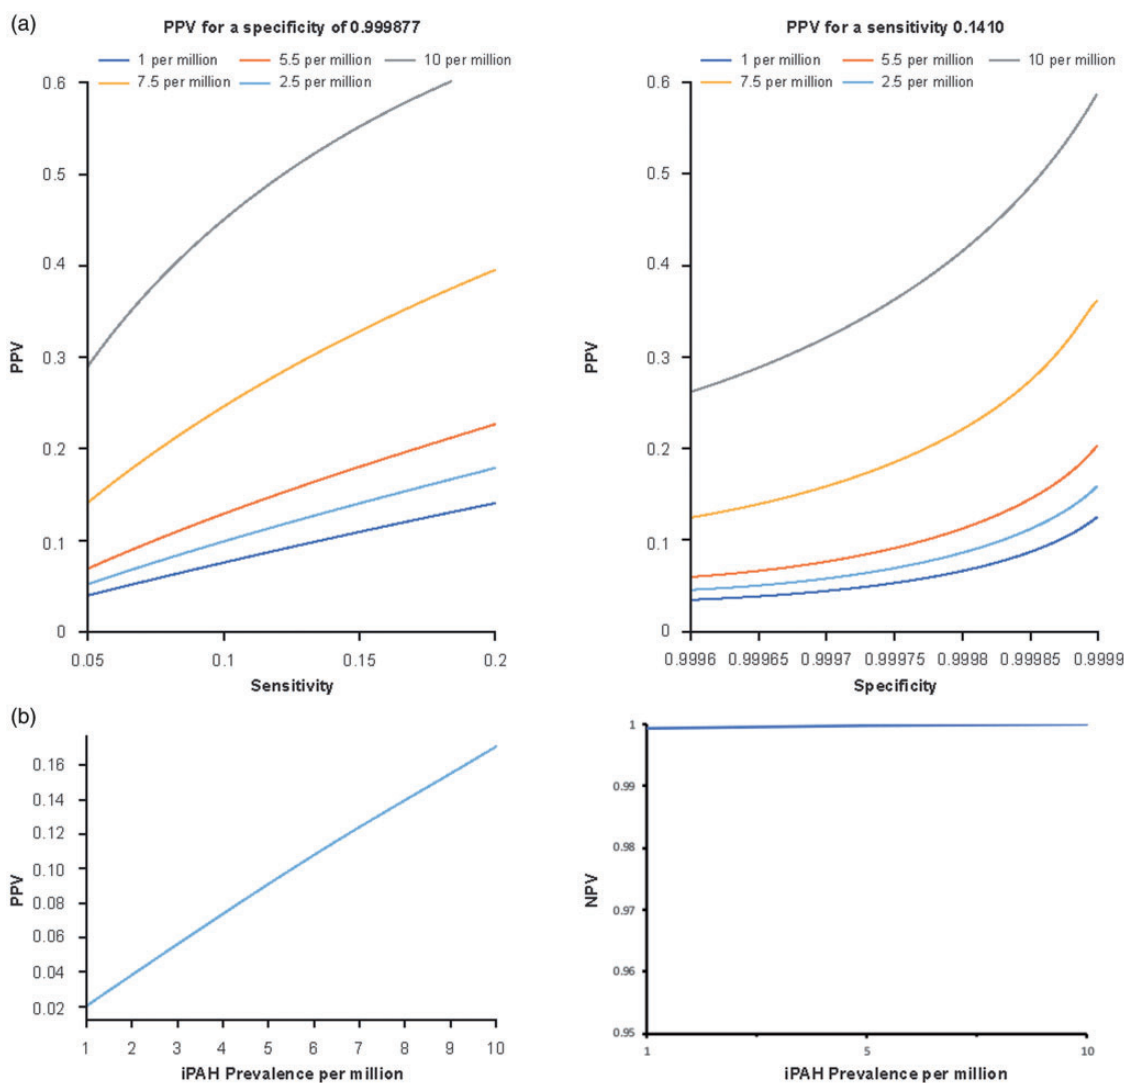 (a)
PPV for a specificity of 0.999877
1 per million 5.5 per million 10 per million
7.5 per million 2.5 per million
0.6
0.5
0.4
0.3
0.2
0.1
0
PPV
0.05 0.1 0.15 0.2
Sensitivity
PPV for a sensitivity 0.1410
1 per million 5.5 per million 10 per million
7.5 per million 2.5 per million
0.6
0.5
0.4
0.3
0.2
0.1
0
PPV
0.9996 0.99965 0.9997 0.99975 0.9998 0.99985 0.9999
Specificity
(b)
0.16
0.14
0.12
0.10
0.08
0.06
0.04
0.02
PPV
1 2 3 4 5 6 7 8 9 10
iPAH Prevalence per million
1
0.99
0.98
0.97
0.96
0.95
NPV
1 5 10
iPAH Prevalence per million